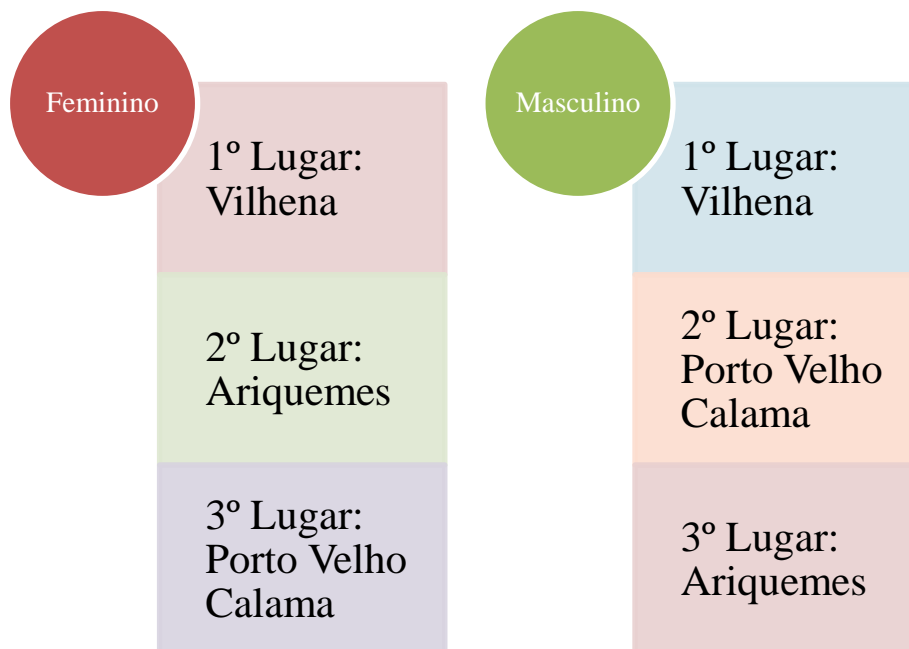 Feminino
1º Lugar:
Vilhena
2º Lugar:
Ariquemes
3º Lugar:
Porto Velho
Calama
Masculino
1º Lugar:
Vilhena
2º Lugar:
Porto Velho
Calama
3º Lugar:
Ariquemes